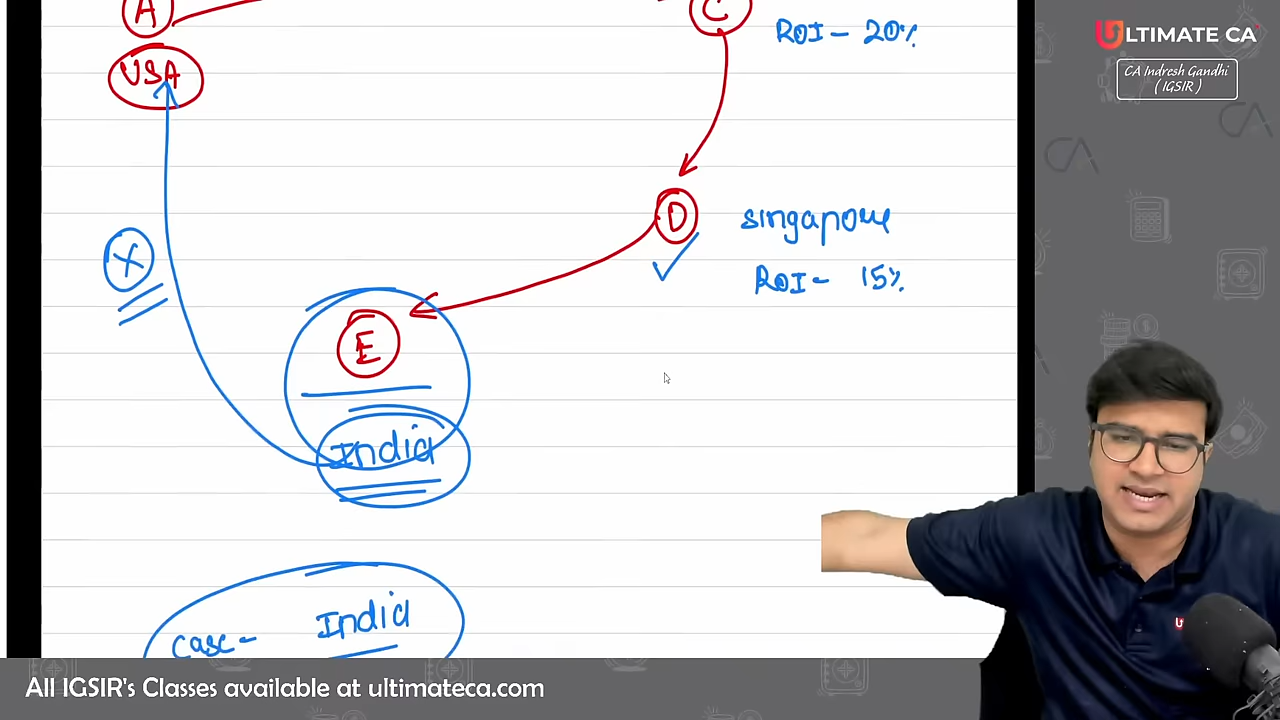 A
C
ROI - 20%
USA
ULTIMATE CA
CA Indresh Gandhi
( IGSIR )
X
D
singapore
ROI - 15%
E
India
India
case -
All IGSIR's Classes available at ultimateca.com